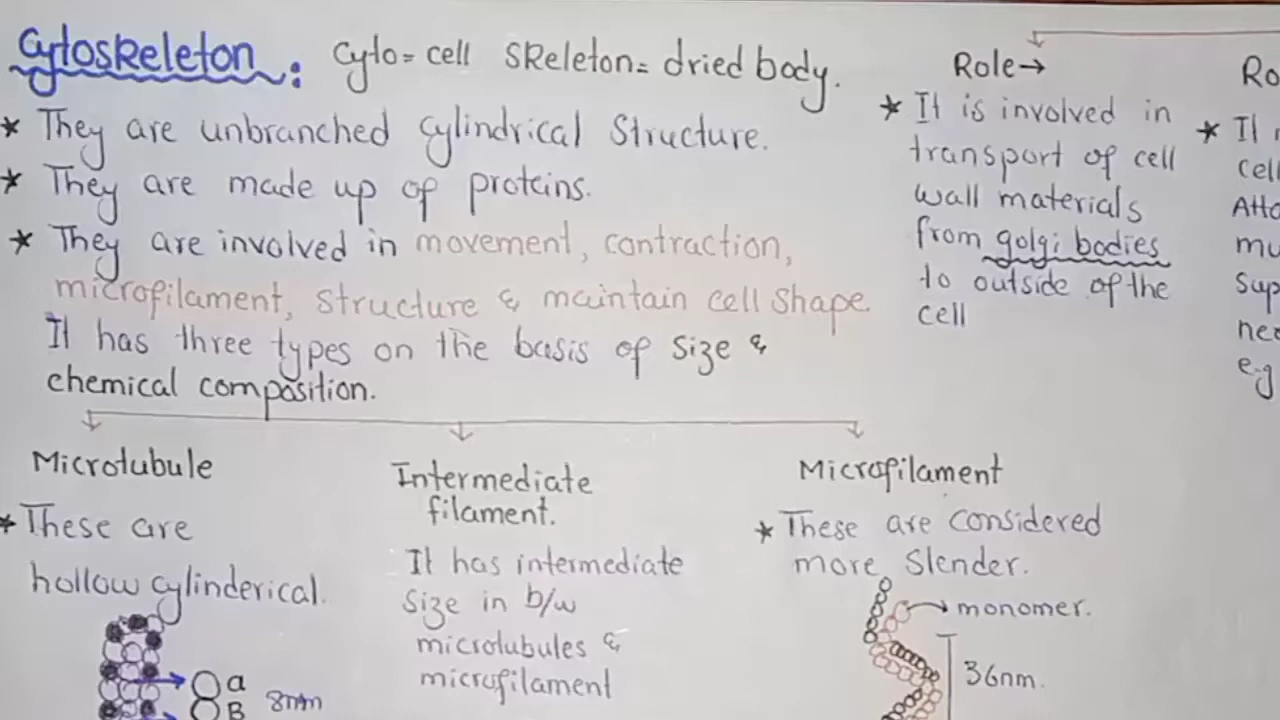 Cytoskeleton: Cyto = cell Skeleton = dried body.
* They are unbranched cylindrical structure.
* They are made up of proteins.
* They are involved in movement, contraction,
microfilament, structure & maintain cell shape.
It has three types on the basis of size &
chemical composition.
Microtubule
* These are
hollow cylinderical.
a
B
8nm
Intermediate
filament.
It has intermediate
size in b/w
microtubules &
microfilament
Microfilament
* These are considered
more slender.
monomer.
36nm.
Role →
* It is involved in
transport of cell
wall materials
from golgi bodies
to outside of the
cell
e.g